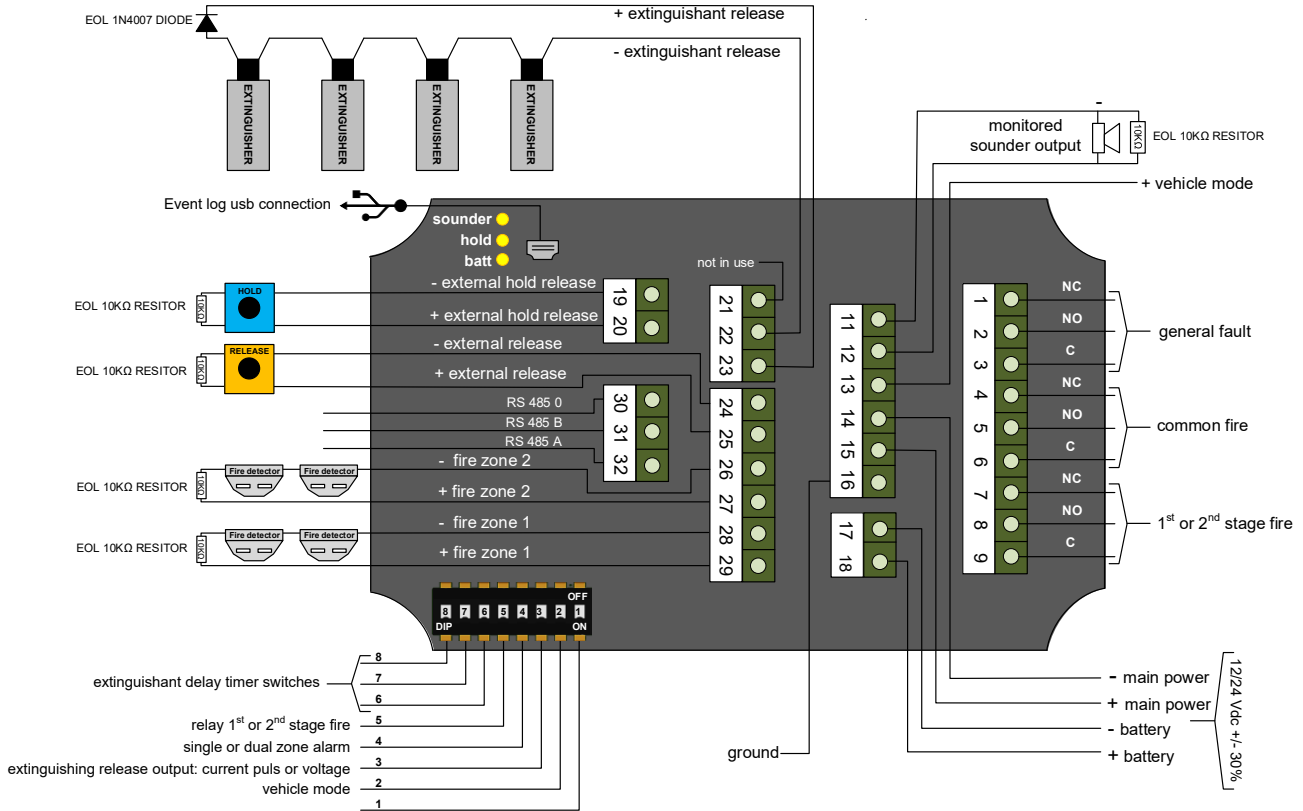 EOL 1N4007 DIODE
+ extinguishant release
- extinguishant release
EXTINGUISHER
EXTINGUISHER
EXTINGUISHER
EXTINGUISHER
-
monitored
sounder output
10KΩ
EOL 10KΩ RESITOR
+ vehicle mode
Event log usb connection
sounder
hold
batt
not in use
EOL 10KΩ RESITOR
10KΩ
HOLD
- external hold release
+ external hold release
19
20
EOL 10KΩ RESITOR
10KΩ
RELEASE
- external release
+ external release
21
22
23
RS 485 0
RS 485 B
RS 485 A
30
31
32
EOL 10KΩ RESITOR
10KΩ
Fire detector
Fire detector
- fire zone 2
+ fire zone 2
EOL 10KΩ RESITOR
10KΩ
Fire detector
Fire detector
- fire zone 1
+ fire zone 1
24
25
26
27
28
29
11
12
13
14
15
16
17
18
1
2
3
4
5
6
7
8
9
NC
NO
C
general fault
NC
NO
C
common fire
NC
NO
C
1st or 2nd stage fire
OFF
8 7 6 5 4 3 2 1
DIP
ON
8
extinguishant delay timer switches
7
6
relay 1st or 2nd stage fire
5
single or dual zone alarm
4
extinguishing release output: current puls or voltage
3
vehicle mode
2
1
ground
- main power
+ main power
- battery
+ battery
12/24 Vdc +/- 30%